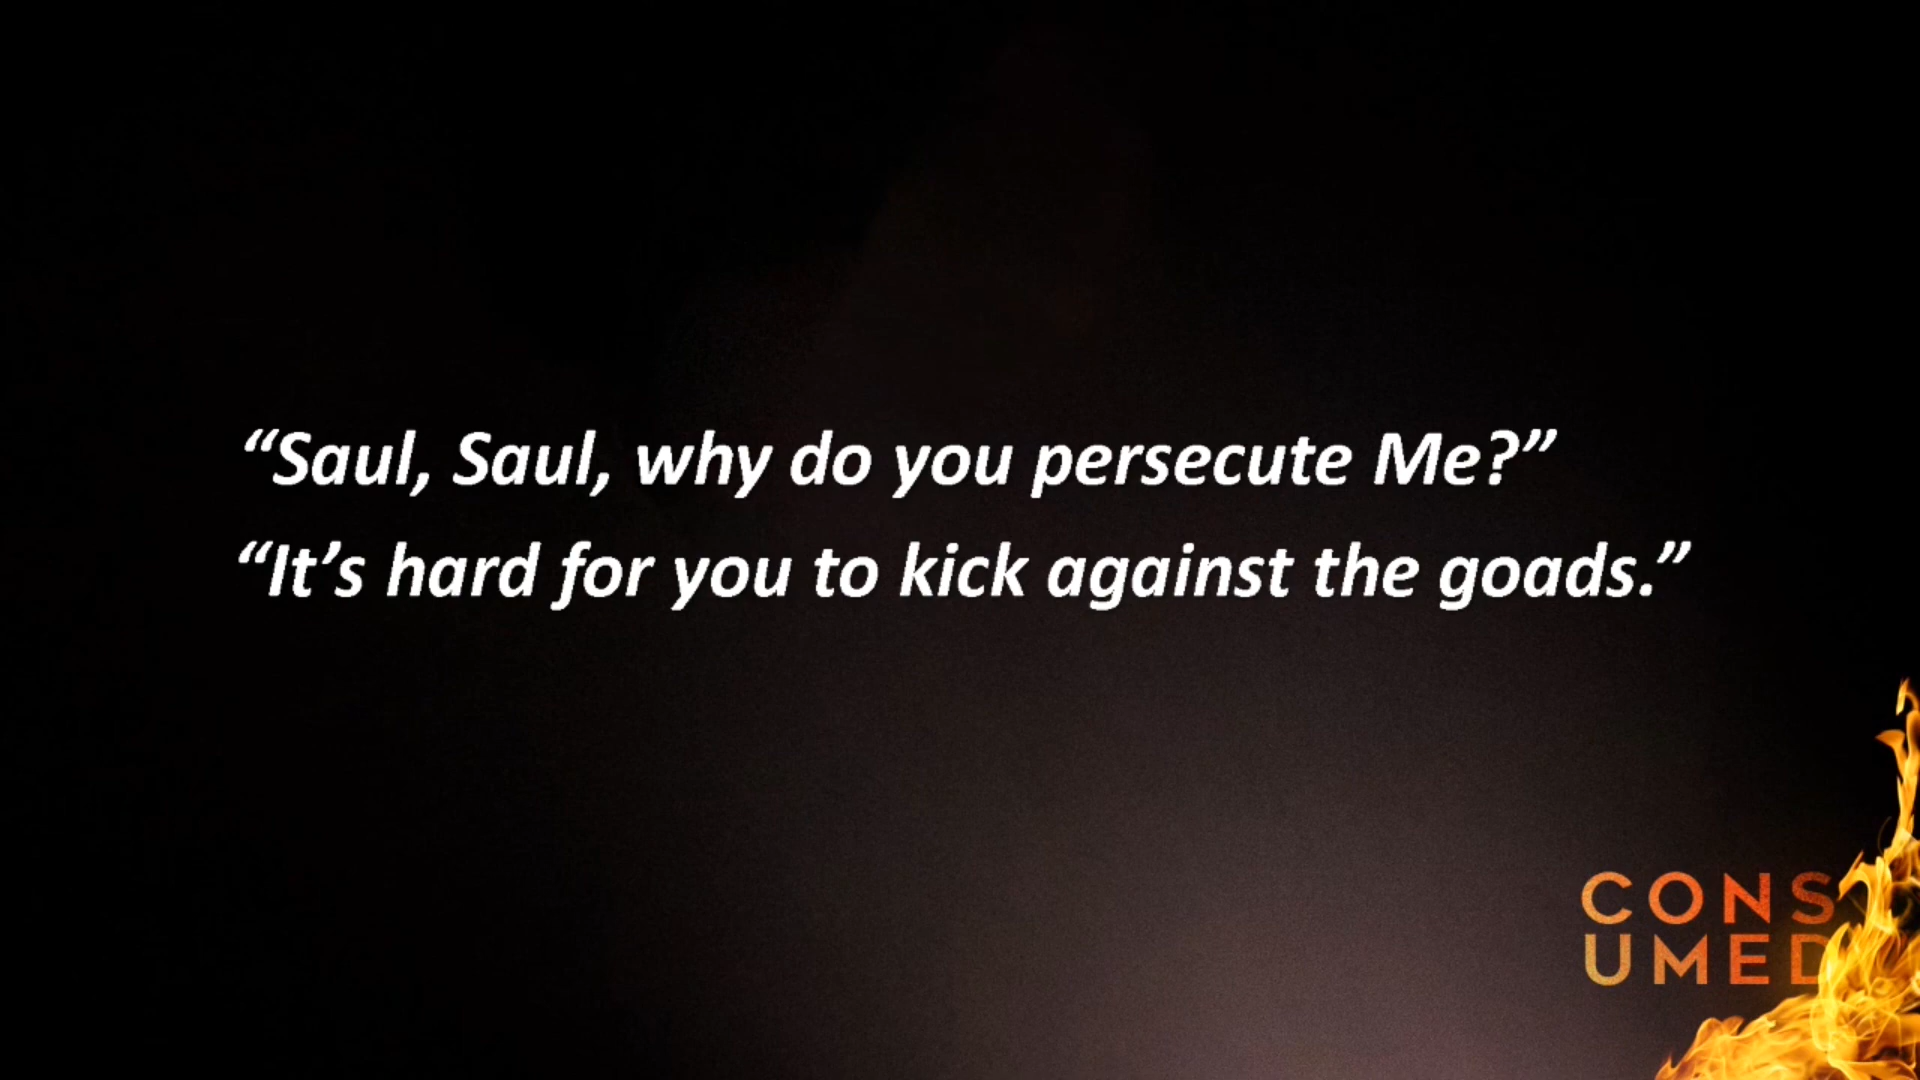 “Saul, Saul, why do you persecute Me?”
“It’s hard for you to kick against the goads.”
CONS
UMED